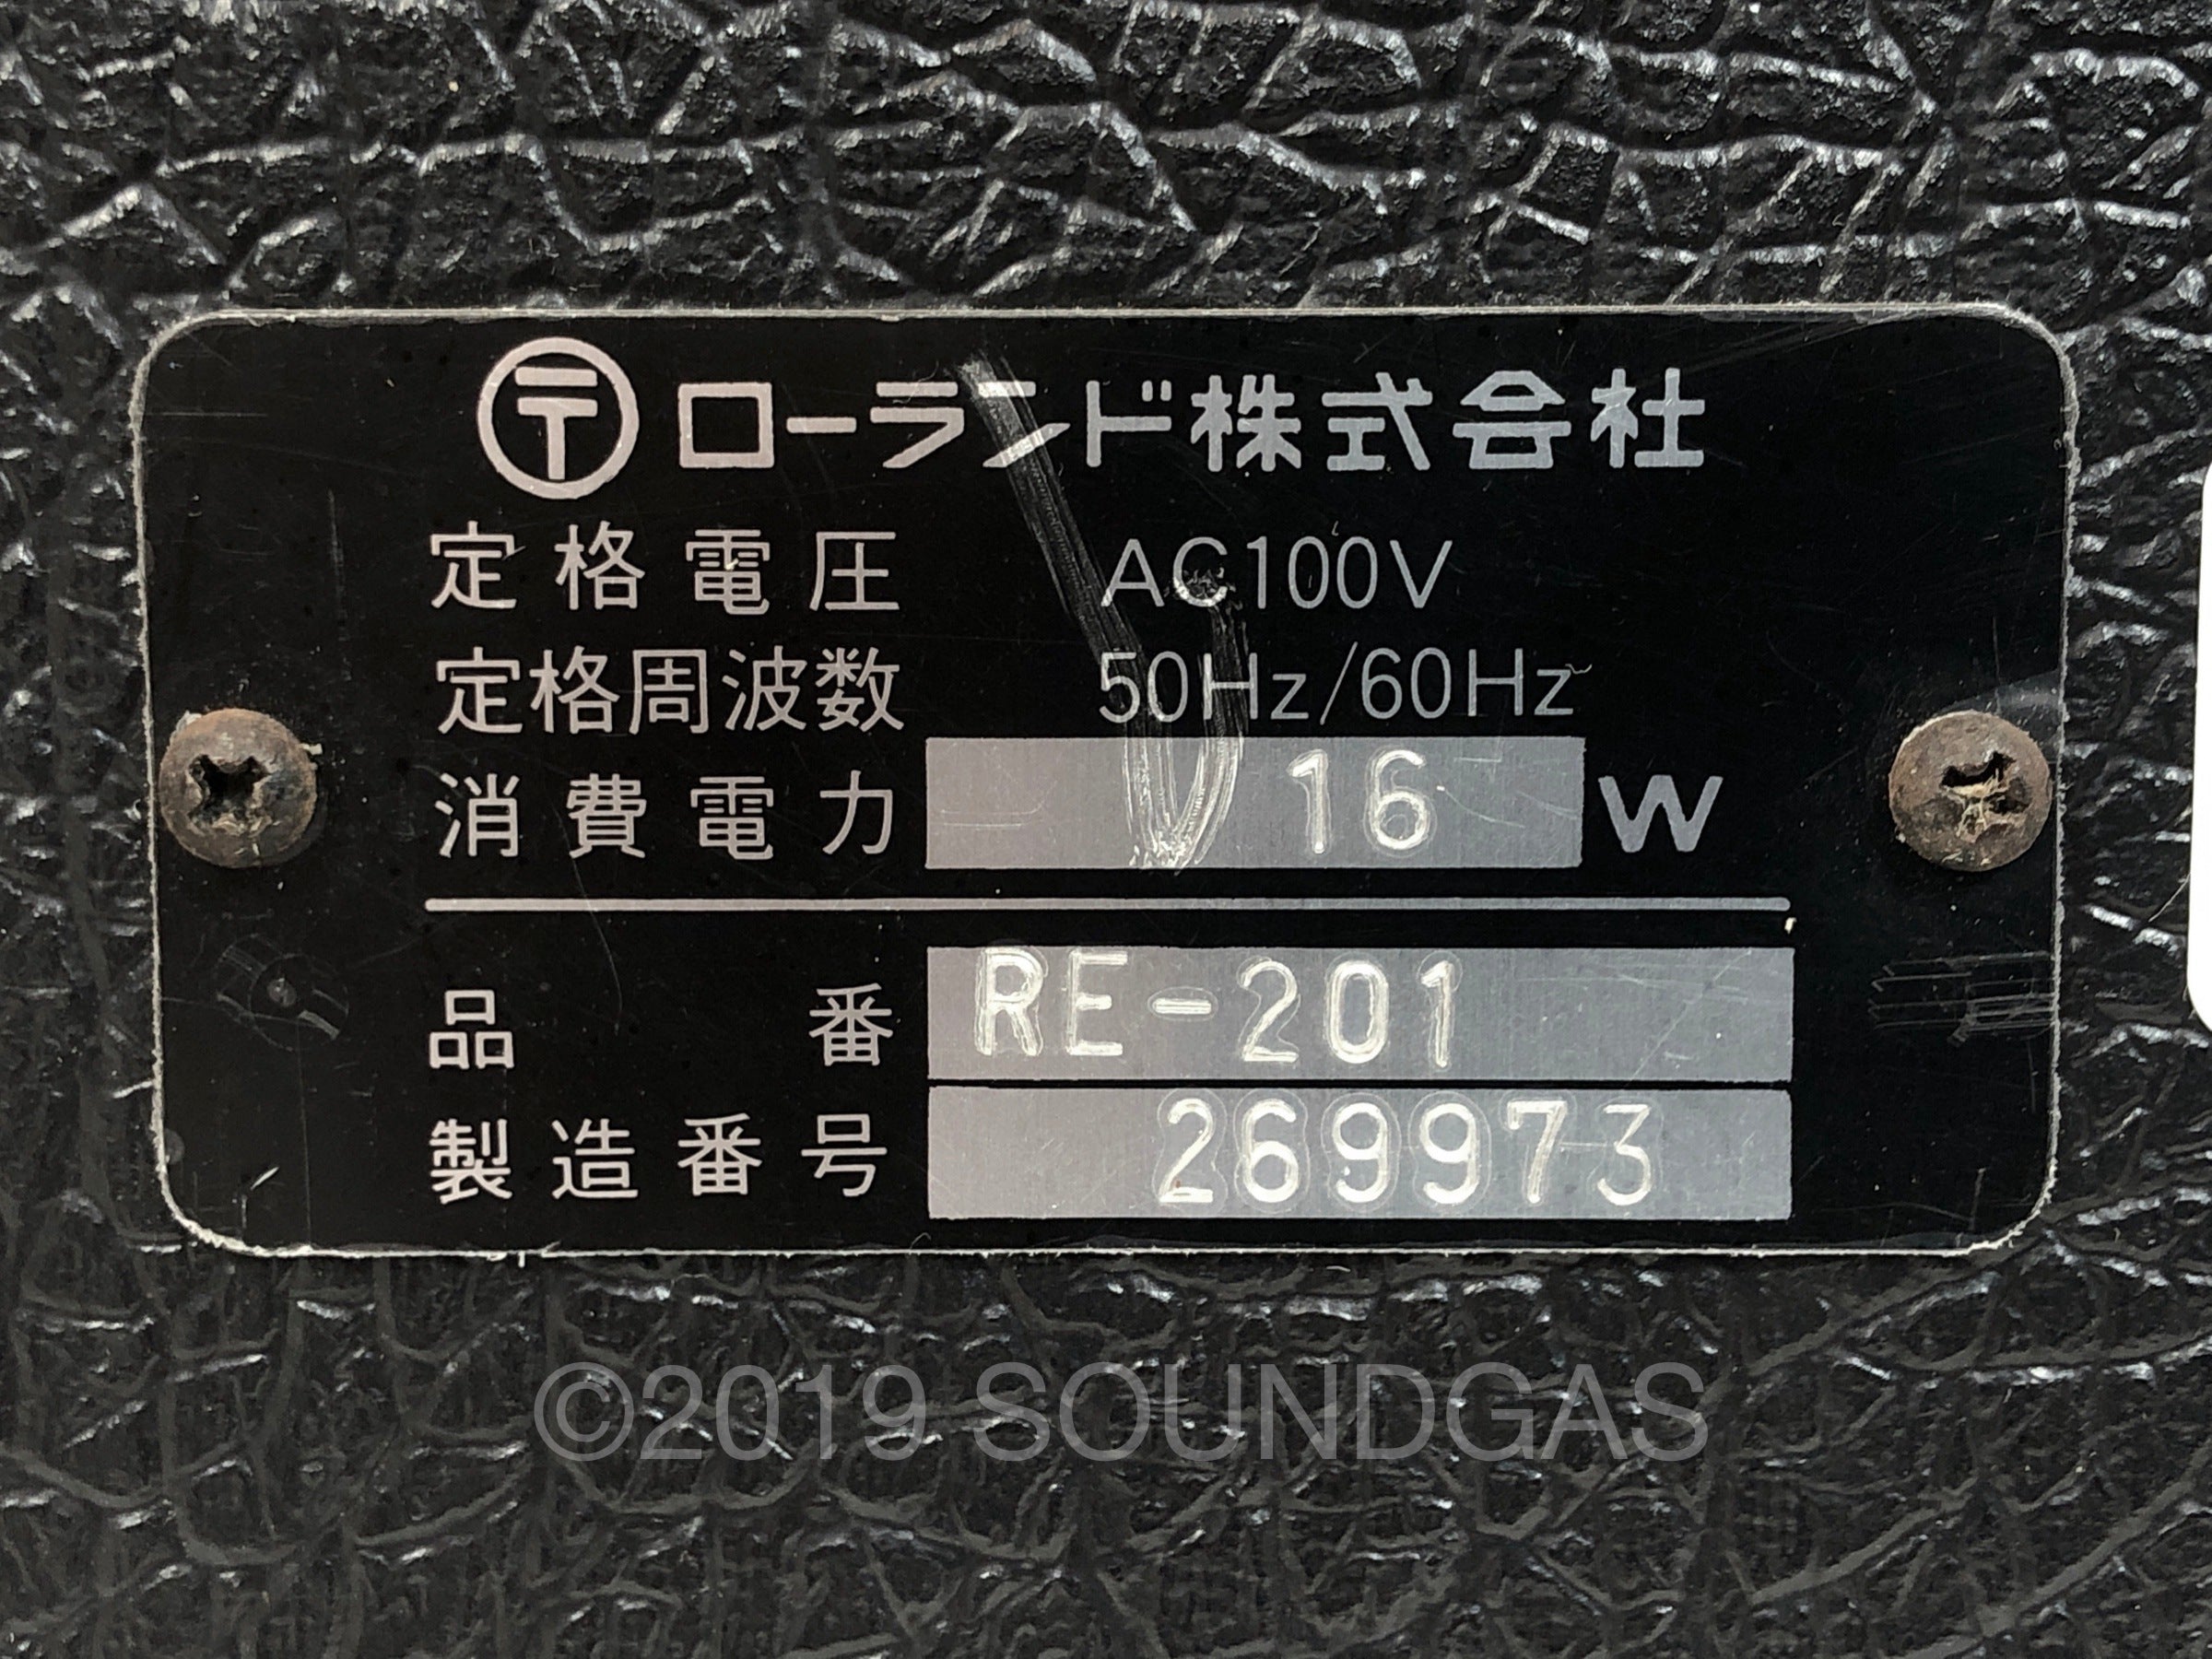 〒ローランド株式会社
定格電圧 AC100V
定格周波数 50Hz/60Hz
消費電力 16 W
品番 RE-201
製造番号 269973
©2019 SOUNDGAS